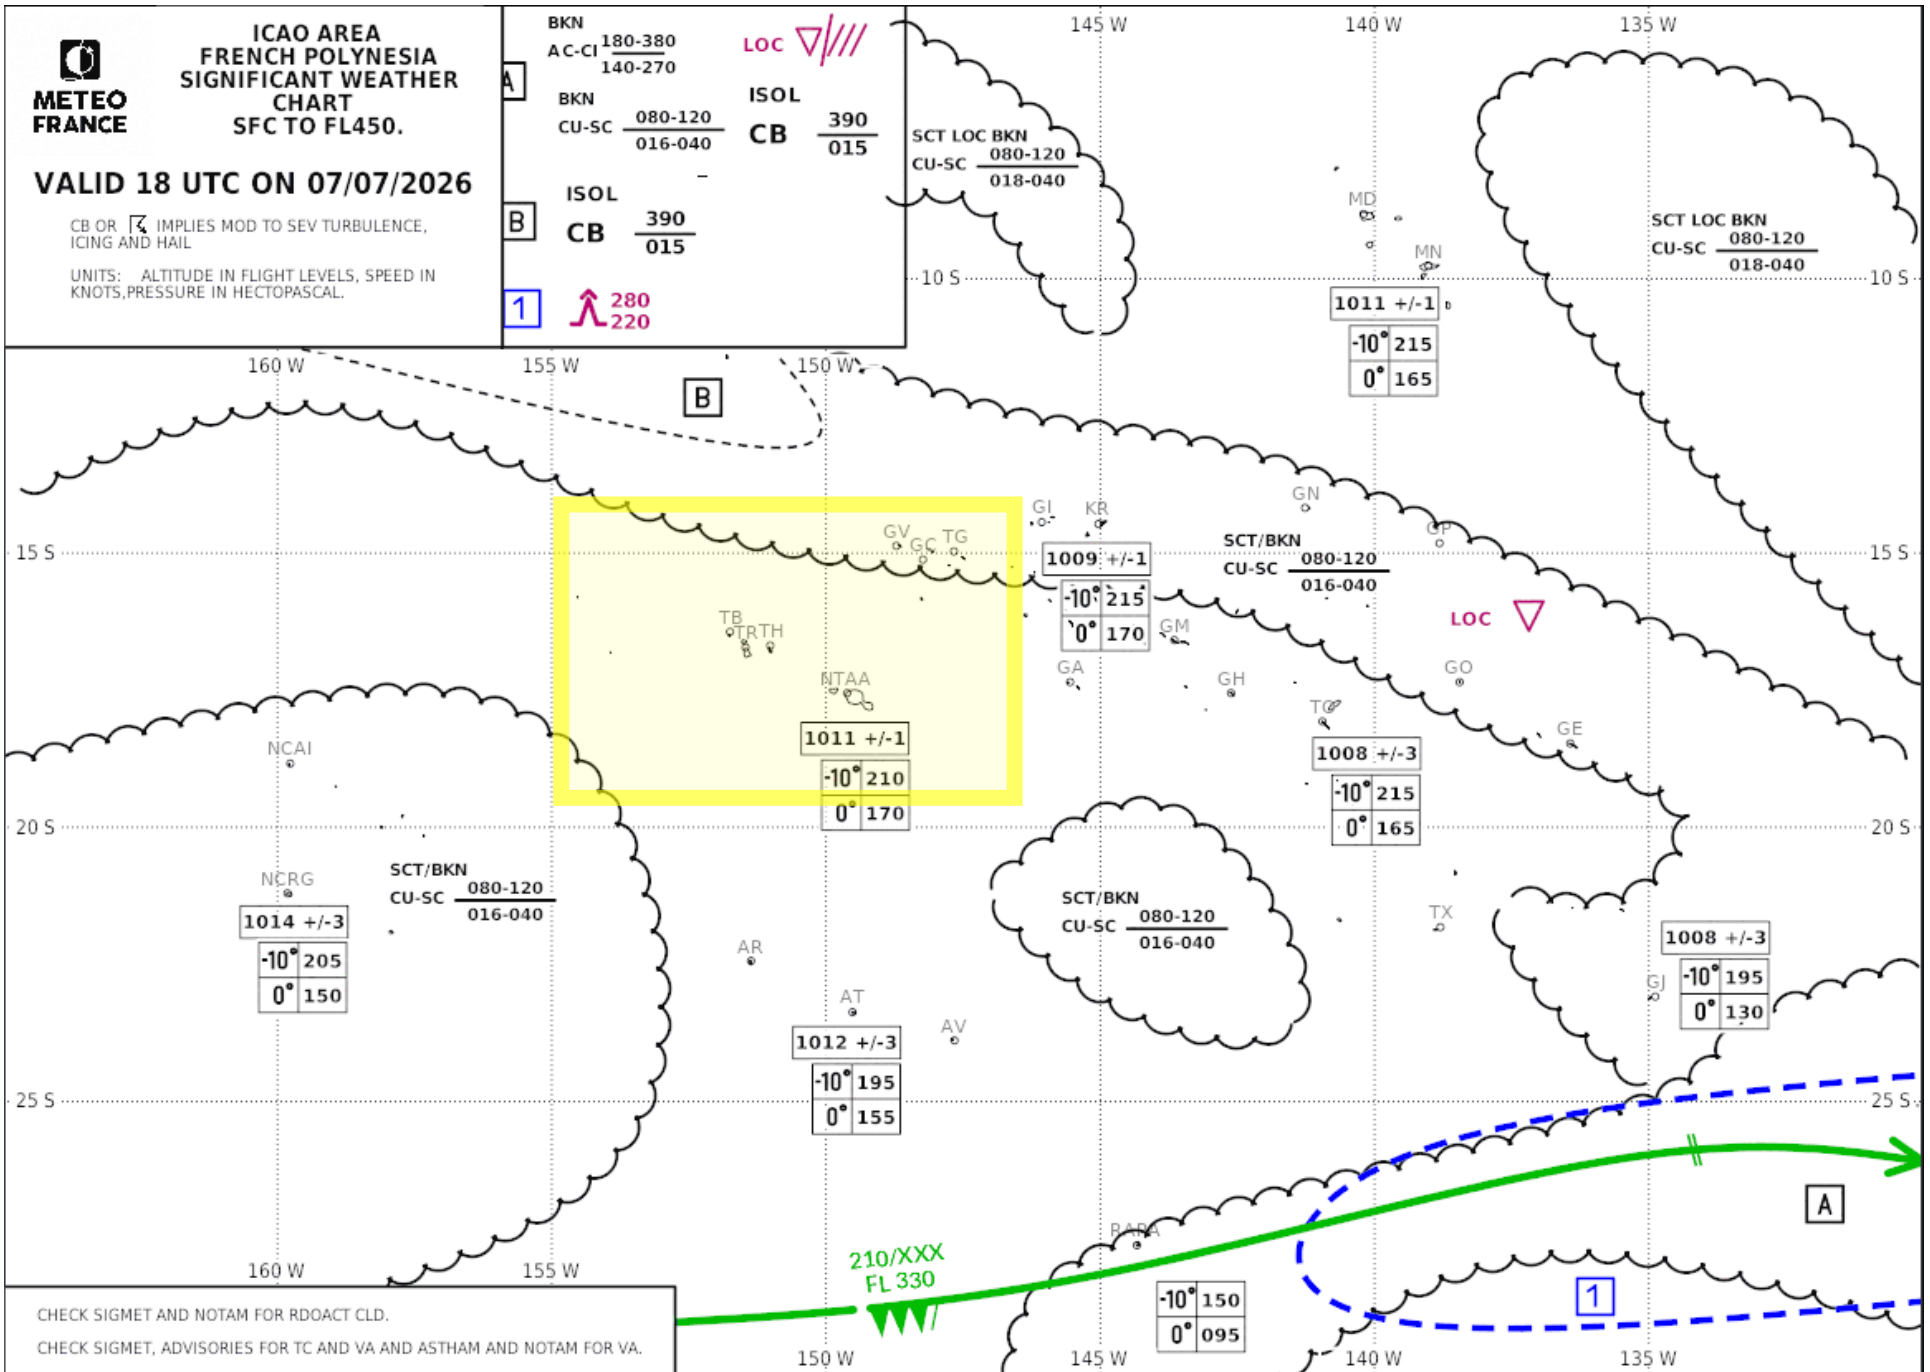 METEO
FRANCE
ICAO AREA
FRENCH POLYNESIA
SIGNIFICANT WEATHER
CHART
SFC TO FL450.
VALID 18 UTC ON 07/07/2026
CB OR IMPLIES MOD TO SEV TURBULENCE,
ICING AND HAIL
UNITS: ALTITUDE IN FLIGHT LEVELS, SPEED IN
KNOTS,PRESSURE IN HECTOPASCAL.
A
BKN
AC-CI 180-380
140-270
LOC
BKN
CU-SC 080-120
016-040
ISOL
CB 390
015
B
ISOL
CB 390
015
1
280
220
145 W
140 W
135 W
SCT LOC BKN
CU-SC 080-120
018-040
MD
MN
SCT LOC BKN
CU-SC 080-120
018-040
10 S
10 S
1011 +/-1
-10° 215
0° 165
160 W
155 W
150 W
B
GI
KR
GN
GP
GV
GC
TG
15 S
15 S
1009 +/-1
-10° 215
0° 170
SCT/BKN
CU-SC 080-120
016-040
LOC
TB
TR
TH
GM
GA
GH
GO
NTAA
TO
GE
1011 +/-1
-10° 210
0° 170
1008 +/-3
-10° 215
0° 165
NCAI
20 S
20 S
NCRG
1014 +/-3
-10° 205
0° 150
SCT/BKN
CU-SC 080-120
016-040
SCT/BKN
CU-SC 080-120
016-040
TX
AR
AT
AV
GJ
1008 +/-3
-10° 195
0° 130
1012 +/-3
-10° 195
0° 155
25 S
25 S
A
RAPA
210/XXX
FL 330
160 W
155 W
1
-10° 150
0° 095
150 W
145 W
140 W
135 W
CHECK SIGMET AND NOTAM FOR RDOACT CLD.
CHECK SIGMET, ADVISORIES FOR TC AND VA AND ASTHAM AND NOTAM FOR VA.